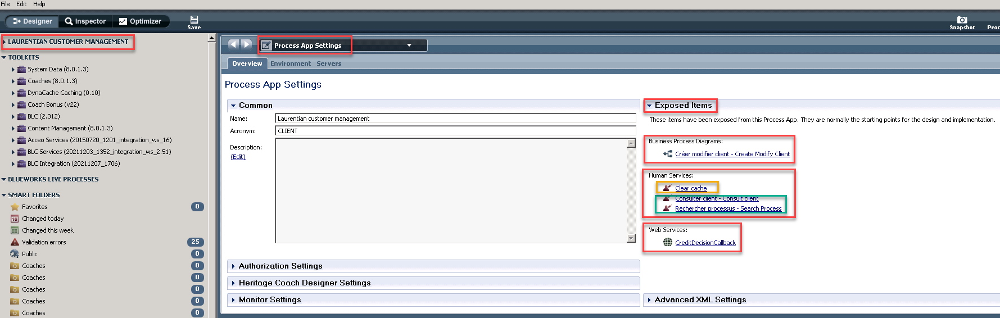 File Edit Help
Designer Inspector Optimizer
Save
Snapshot
Proc
LAURENTIAN CUSTOMER MANAGEMENT
TOOLKITS
System Data (8.0.1.3)
Coaches (8.0.1.3)
DynaCache Caching (0.10)
Coach Bonus (v22)
BLC (2.312)
Content Management (8.0.1.3)
Acceo Services (20150720_1201_integration_ws_16)
BLC Services (20211203_1352_integration_ws_2.51)
BLC Integration (20211207_1706)
BLUEWORKS LIVE PROCESSES
SMART FOLDERS
Favorites 0
16 Changed today
Changed this week
Validation errors 25
Public 0
Coaches 0
Coaches 0
Coaches 0
Coaches 0
Coaches 0
Process App Settings
Overview Environment Servers
Process App Settings
Common
Name: Laurentian customer management
Acronym: CLIENT
Description:
(Edit)
Authorization Settings
Heritage Coach Designer Settings
Monitor Settings
Exposed Items
These items have been exposed from this Process App. They are normally the starting points for the design and implementation.
Business Process Diagrams:
Créer modifier client - Create Modify Client
Human Services:
Clear cache
Consulter client - Consult client
Rechercher processus - Search Process
Web Services:
CreditDecisionCallback
Advanced XML Settings